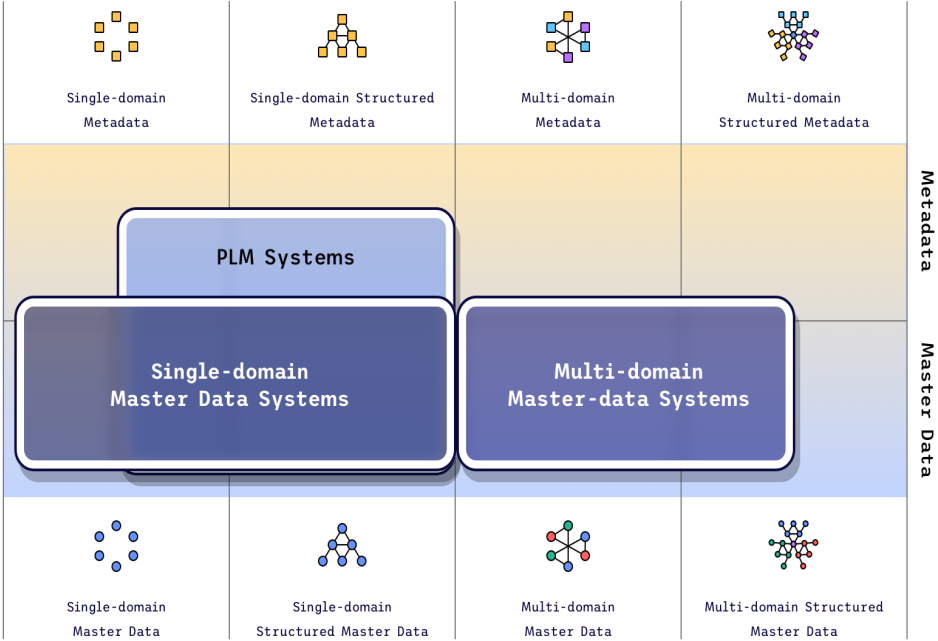 Single-domain
Metadata
Single-domain Structured
Metadata
Multi-domain
Metadata
Multi-domain
Structured Metadata
Metadata
PLM Systems
Single-domain
Master Data Systems
Multi-domain
Master-data Systems
Master Data
Single-domain
Master Data
Single-domain
Structured Master Data
Multi-domain
Master Data
Multi-domain Structured
Master Data